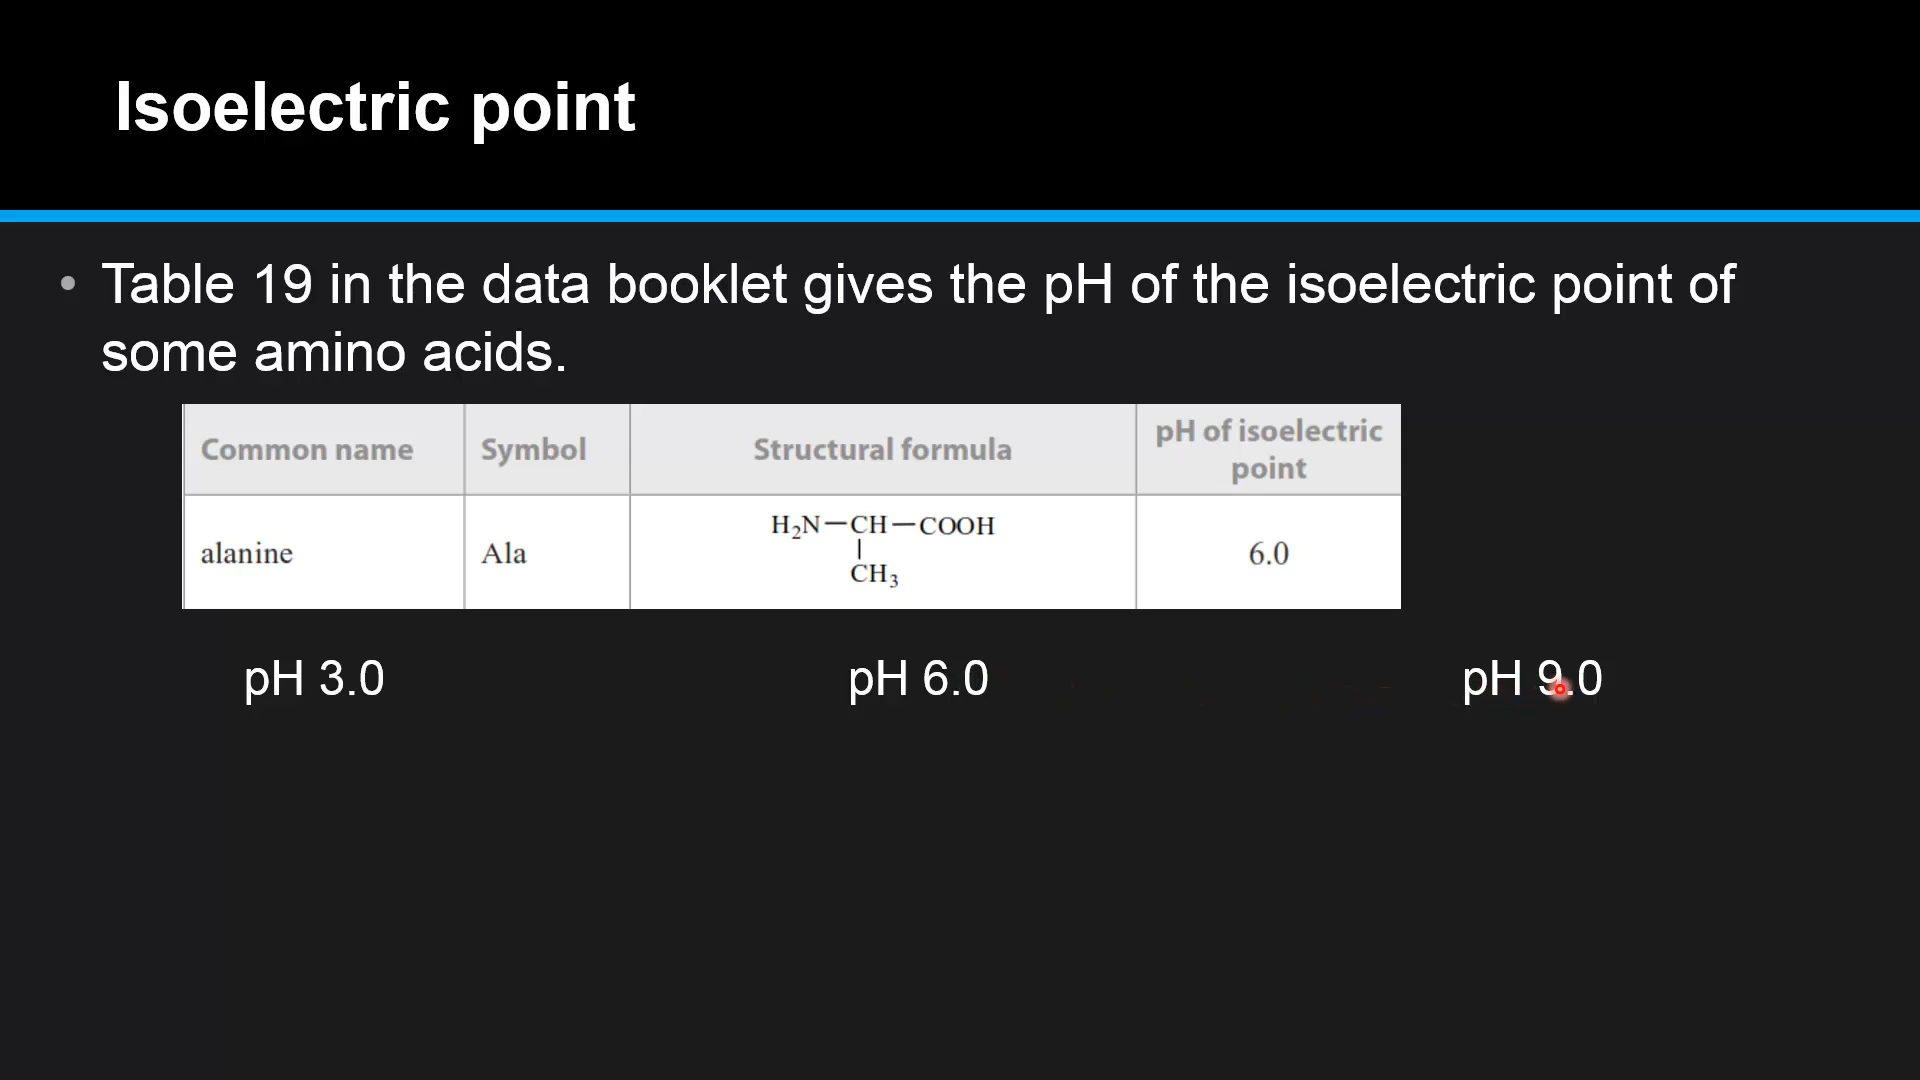 Isoelectric point
• Table 19 in the data booklet gives the pH of the isoelectric point of
some amino acids.
Common name Symbol Structural formula pH of isoelectric
point
alanine Ala H₂N—CH—COOH 6.0
|
CH₃
pH 3.0 pH 6.0 pH 9.0